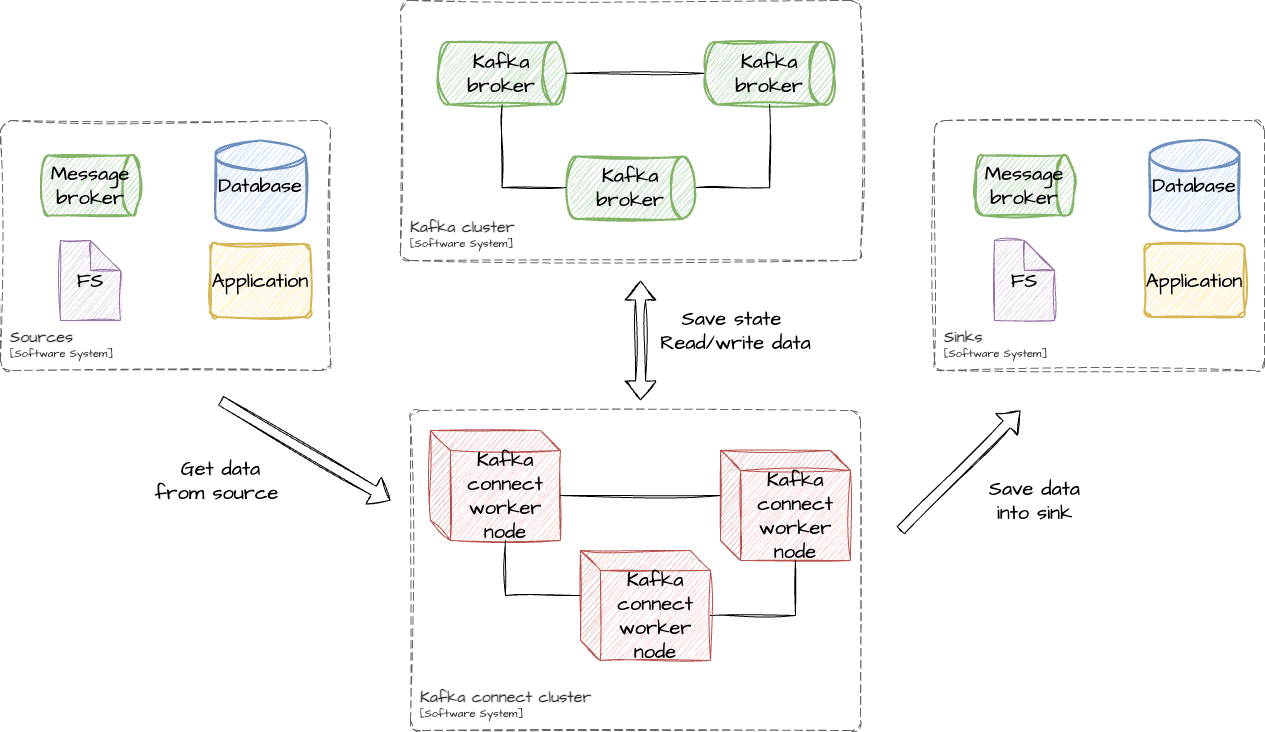 Kafka
broker
Kafka
broker
Kafka
broker
Kafka cluster
[Software System]
Message
broker
Database
FS
Application
Sources
[Software System]
Message
broker
Database
FS
Application
Sinks
[Software System]
Save state
Read/write data
Get data
from source
Save data
into sink
Kafka
connect
worker
node
Kafka
connect
worker
node
Kafka
connect
worker
node
Kafka connect cluster
[Software System]